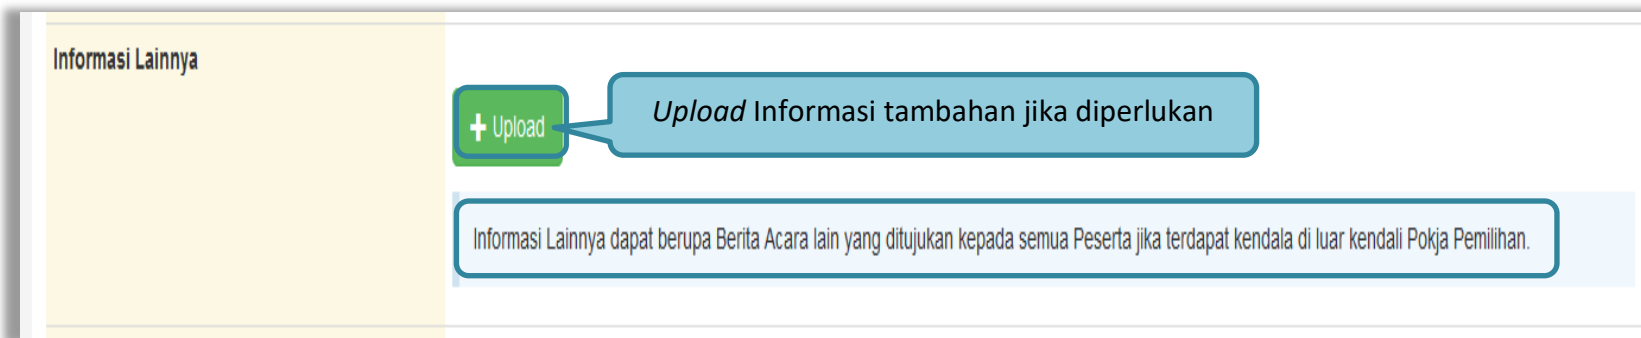 Informasi Lainnya
+ Upload
Upload Informasi tambahan jika diperlukan
Informasi Lainnya dapat berupa Berita Acara lain yang ditujukan kepada semua Peserta jika terdapat kendala di luar kendali Pokja Pemilihan.